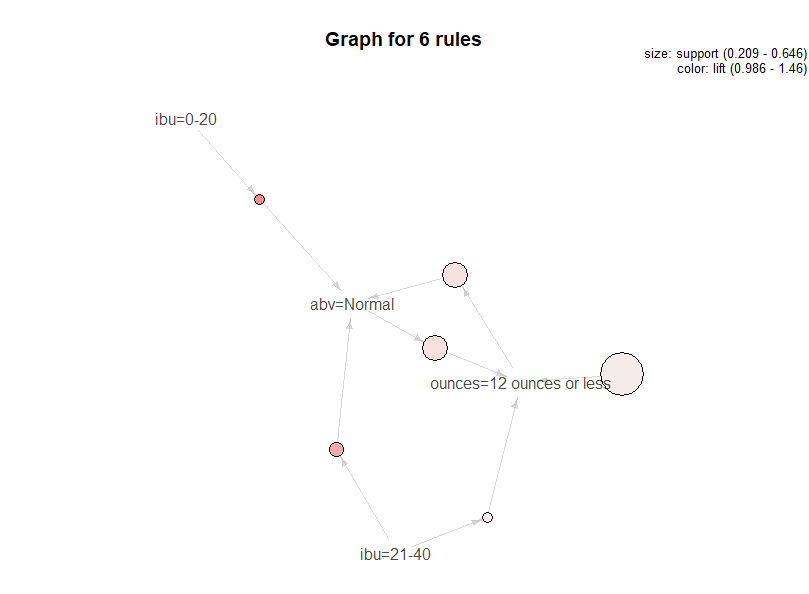 Graph for 6 rules
size: support (0.209 - 0.646)
color: lift (0.986 - 1.46)
ibu=0-20
abv=Normal
ounces=12 ounces or less
ibu=21-40